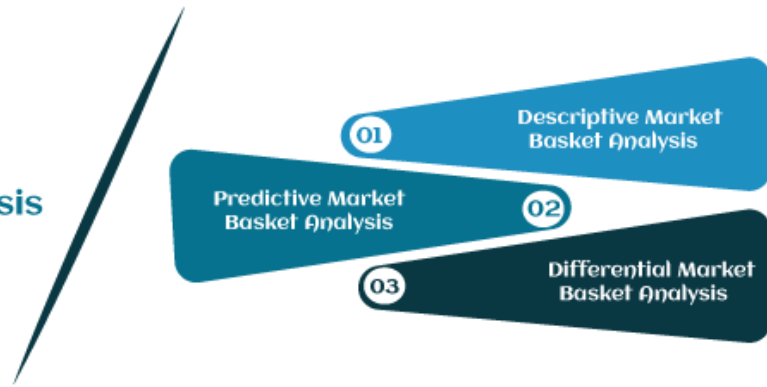 sis
01
Descriptive Market
Basket Analysis
Predictive Market
Basket Analysis
02
03
Differential Market
Basket Analysis